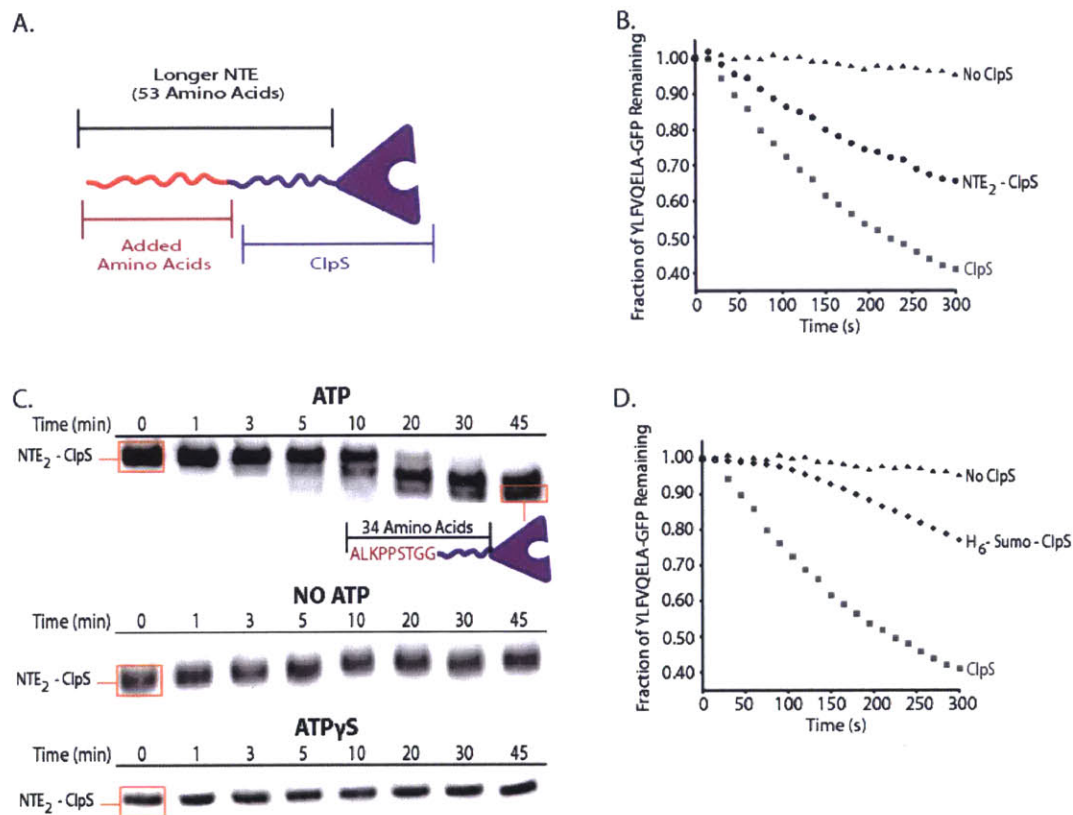 A.
Longer NTE
(53 Amino Acids)
Added
Amino Acids
ClpS
B.
Fraction of YLFVQELA-GFP Remaining
1.00
0.90
0.80
0.70
0.60
0.50
0.40
0 50 100 150 200 250 300
Time (s)
No ClpS
NTE2 - ClpS
ClpS
C.
ATP
Time (min) 0 1 3 5 10 20 30 45
NTE2 - ClpS
34 Amino Acids
ALKPPSTGG
NO ATP
Time (min) 0 1 3 5 10 20 30 45
NTE2 - ClpS
ATPγS
Time (min) 0 1 3 5 10 20 30 45
NTE2 - ClpS
D.
Fraction of YLFVQELA-GFP Remaining
1.00
0.90
0.80
0.70
0.60
0.50
0.40
0 50 100 150 200 250 300
Time (s)
No ClpS
H6- Sumo - ClpS
ClpS